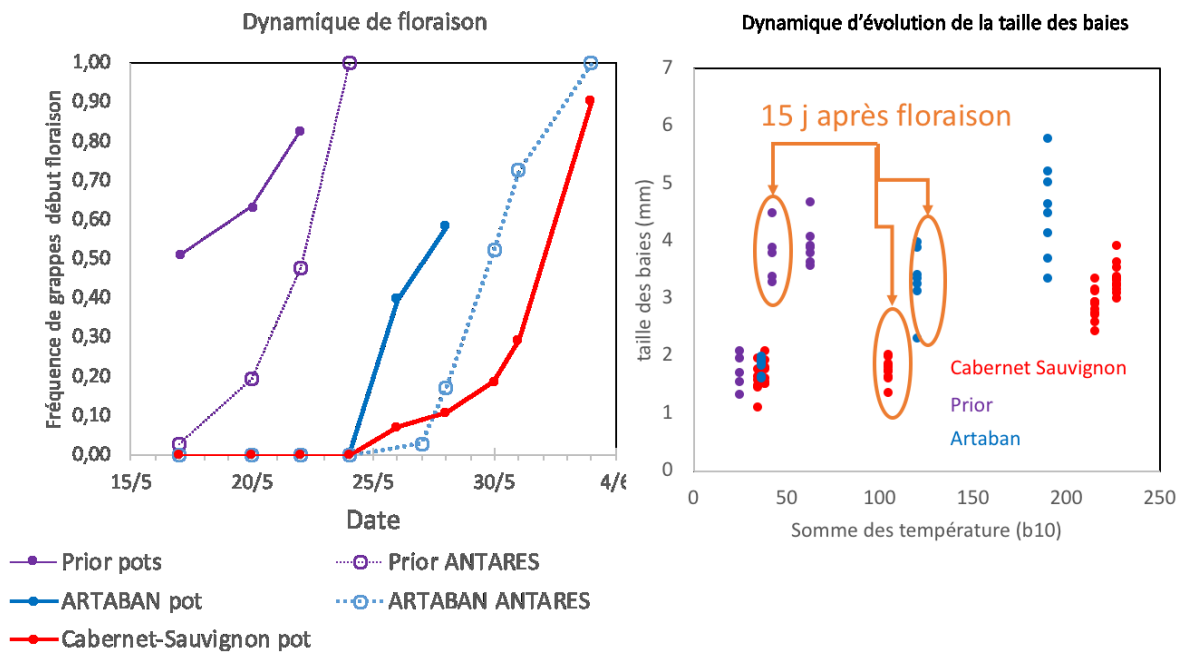 Dynamique de floraison
Fréquence de grappes début floraison
1,00
0,90
0,80
0,70
0,60
0,50
0,40
0,30
0,20
0,10
0,00
15/5 20/5 25/5 30/5 4/6
Date
Prior pots
Prior ANTARES
ARTABAN pot
ARTABAN ANTARES
Cabernet-Sauvignon pot
Dynamique d'évolution de la taille des baies
taille des baies (mm)
7
6
5
4
3
2
1
0
15 j après floraison
Cabernet Sauvignon
Prior
Artaban
0 50 100 150 200 250
Somme des température (b10)